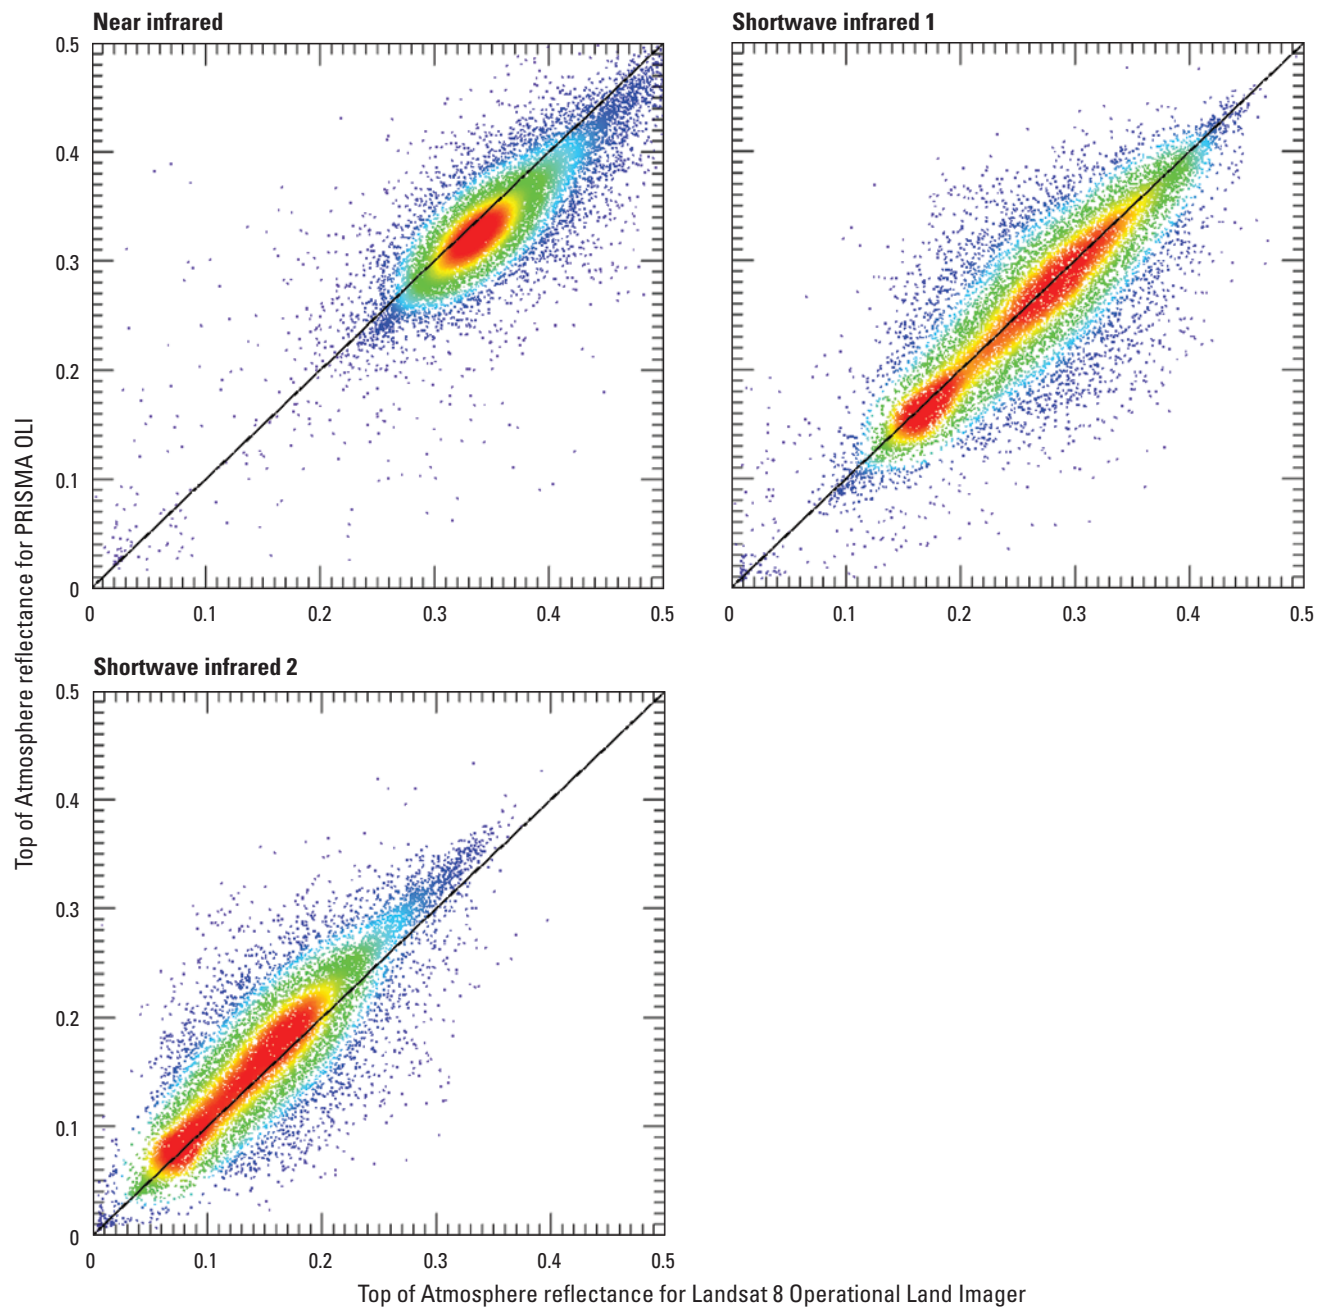 Near infrared
0.5
0.4
0.3
0.2
0.1
0
0 0.1 0.2 0.3 0.4 0.5
Shortwave infrared 1
0 0.1 0.2 0.3 0.4 0.5
Shortwave infrared 2
0.5
0.4
0.3
0.2
0.1
0
0 0.1 0.2 0.3 0.4 0.5
Top of Atmosphere reflectance for PRISMA OLI
Top of Atmosphere reflectance for Landsat 8 Operational Land Imager